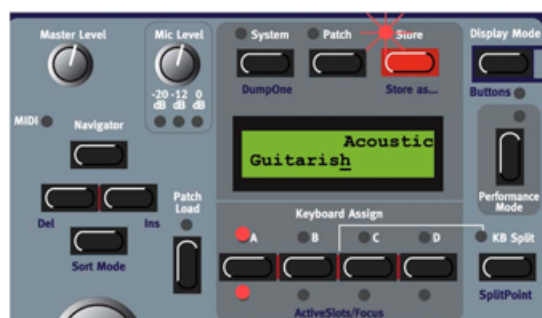 Master Level
Mic Level
System
Patch
Store
Display Mode
-20 -12 0
dB dB dB
DumpOne
Store as...
Buttons
MIDI
Navigator
Acoustic
Guitarish
Performance
Mode
Patch
Load
Keyboard Assign
Del
Ins
A
B
C
D
KB Split
Sort Mode
SplitPoint
ActiveSlots/Focus